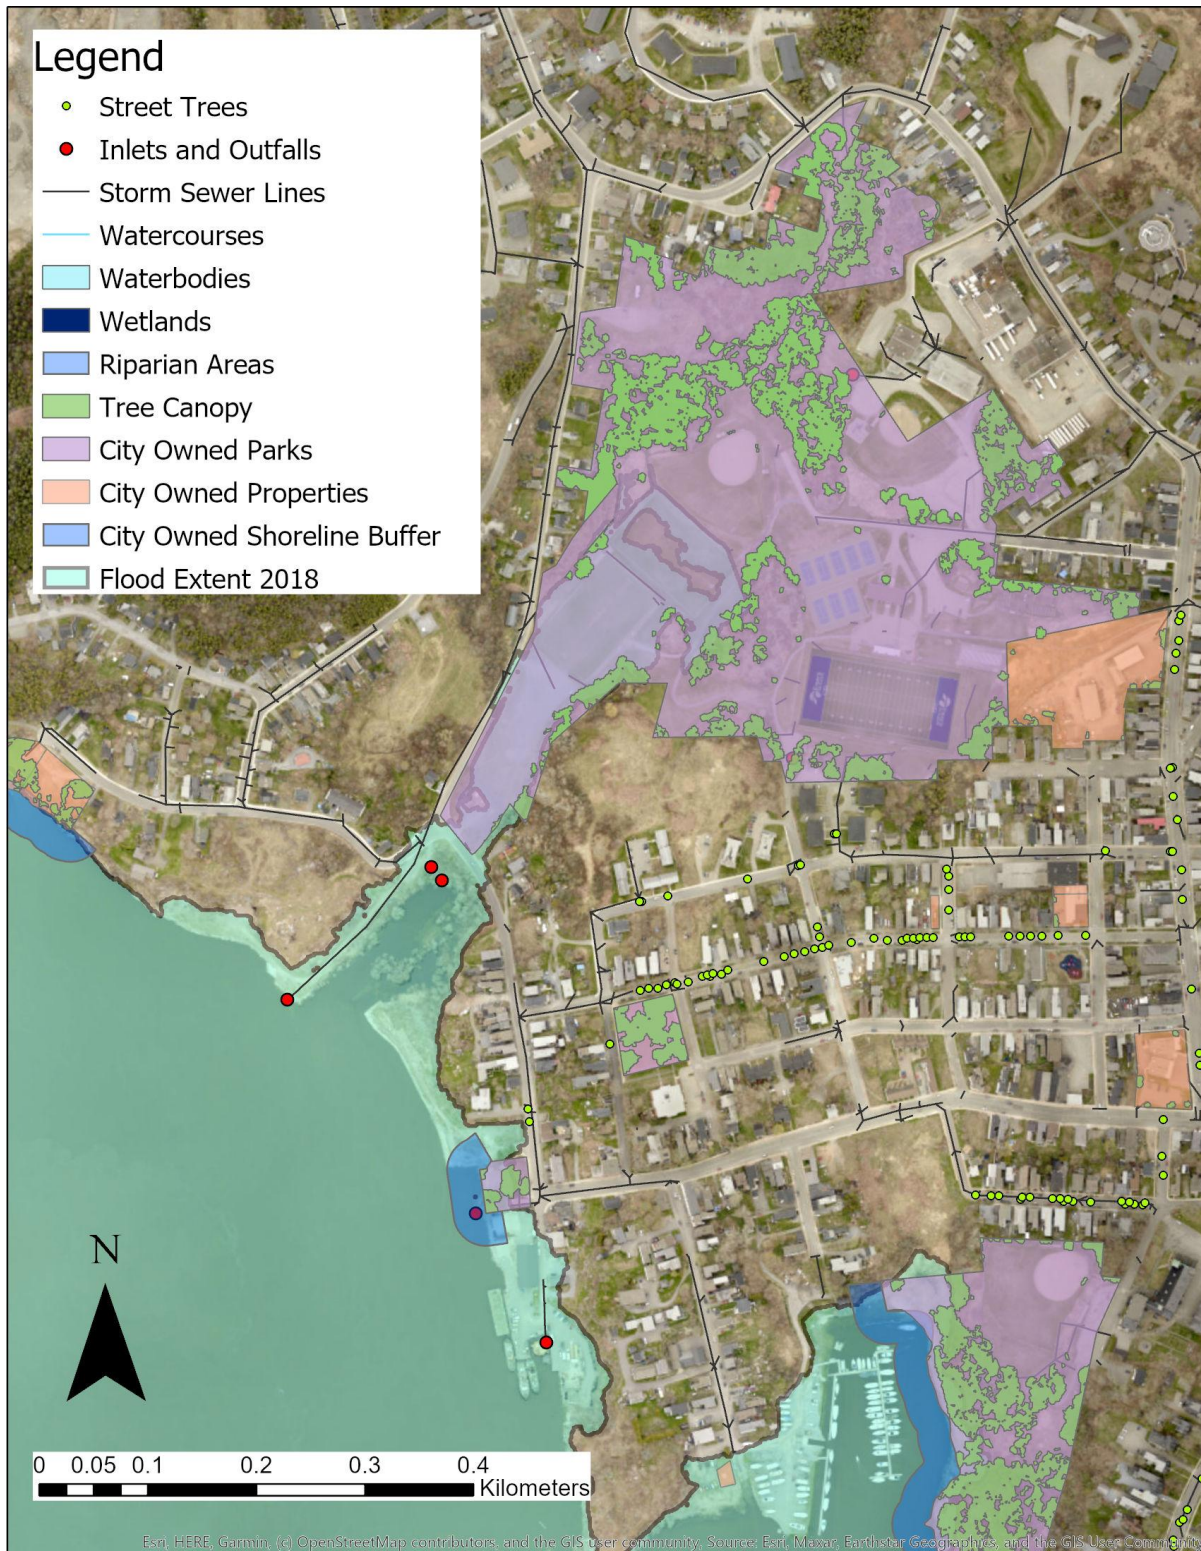 Legend
Street Trees
Inlets and Outfalls
Storm Sewer Lines
Watercourses
Waterbodies
Wetlands
Riparian Areas
Tree Canopy
City Owned Parks
City Owned Properties
City Owned Shoreline Buffer
Flood Extent 2018
N
0 0.05 0.1 0.2 0.3 0.4
Kilometers
Esri, HERE, Garmin, (c) OpenStreetMap contributors, and the GIS user community, Source: Esri, Maxar, Earthstar Geographics, and the GIS User Community